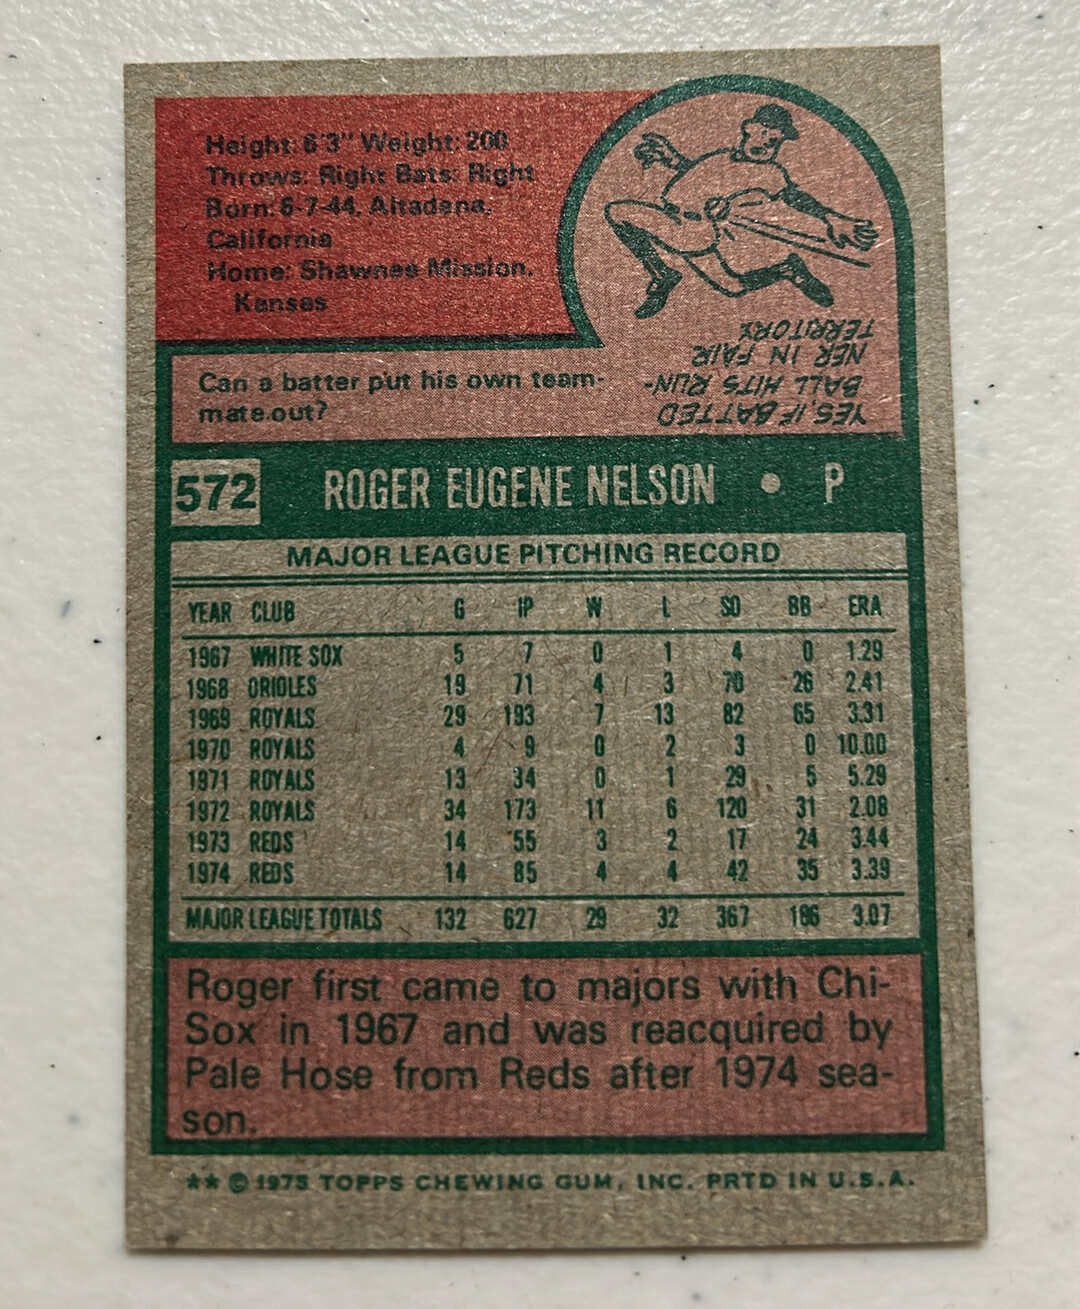 Height: 6'3" Weight: 200
Throws: Right Bats: Right
Born: 6-7-44, Altadena,
California
Home: Shawnee Mission,
Kansas
Can a batter put his own team-
mate out?
YES IF BATTED
BALL HITS RUN-
NER IN FAIR
TERRITORY
572 ROGER EUGENE NELSON • P
MAJOR LEAGUE PITCHING RECORD
YEAR CLUB G IP W L SO BB ERA
1967 WHITE SOX 5 7 0 1 4 0 1.29
1968 ORIOLES 19 71 4 3 70 26 2.41
1969 ROYALS 29 193 7 13 82 65 3.31
1970 ROYALS 4 9 0 2 3 0 10.00
1971 ROYALS 13 34 0 1 29 5 5.29
1972 ROYALS 34 173 11 6 120 31 2.08
1973 REDS 14 55 3 2 17 24 3.44
1974 REDS 14 85 4 4 42 35 3.39
MAJOR LEAGUE TOTALS 132 627 29 32 367 186 3.07
Roger first came to majors with Chi-
Sox in 1967 and was reacquired by
Pale Hose from Reds after 1974 sea-
son.
** © 1975 TOPPS CHEWING GUM, INC. PRTD IN U.S.A.